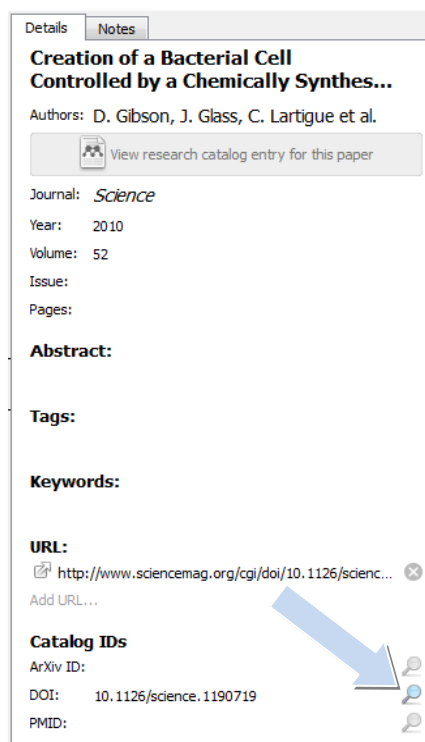 Details Notes
Creation of a Bacterial Cell
Controlled by a Chemically Synthes...
Authors: D. Gibson, J. Glass, C. Lartigue et al.
View research catalog entry for this paper
Journal: Science
Year: 2010
Volume: 52
Issue:
Pages:
Abstract:
Tags:
Keywords:
URL:
http://www.sciencemag.org/cgi/doi/10.1126/scienc...
Add URL...
Catalog IDs
ArXiv ID:
DOI: 10.1126/science.1190719
PMID: